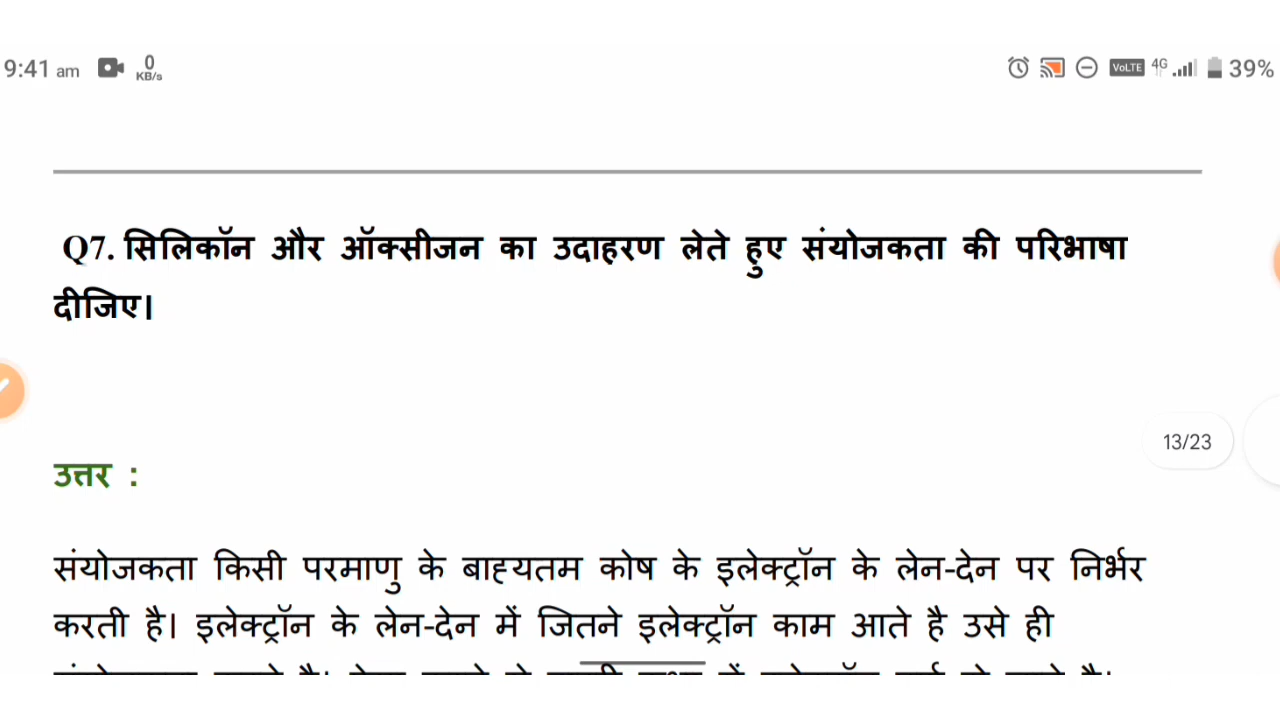 9:41 am 0 KB/s VoLTE 4G 39%
Q7. सिलिकॉन और ऑक्सीजन का उदाहरण लेते हुए संयोजकता की परिभाषा
दीजिए।
13/23
उत्तर :
संयोजकता किसी परमाणु के बाह्यतम कोष के इलेक्ट्रॉन के लेन-देन पर निर्भर
करती है। इलेक्ट्रॉन के लेन-देन में जितने इलेक्ट्रॉन काम आते है उसे ही